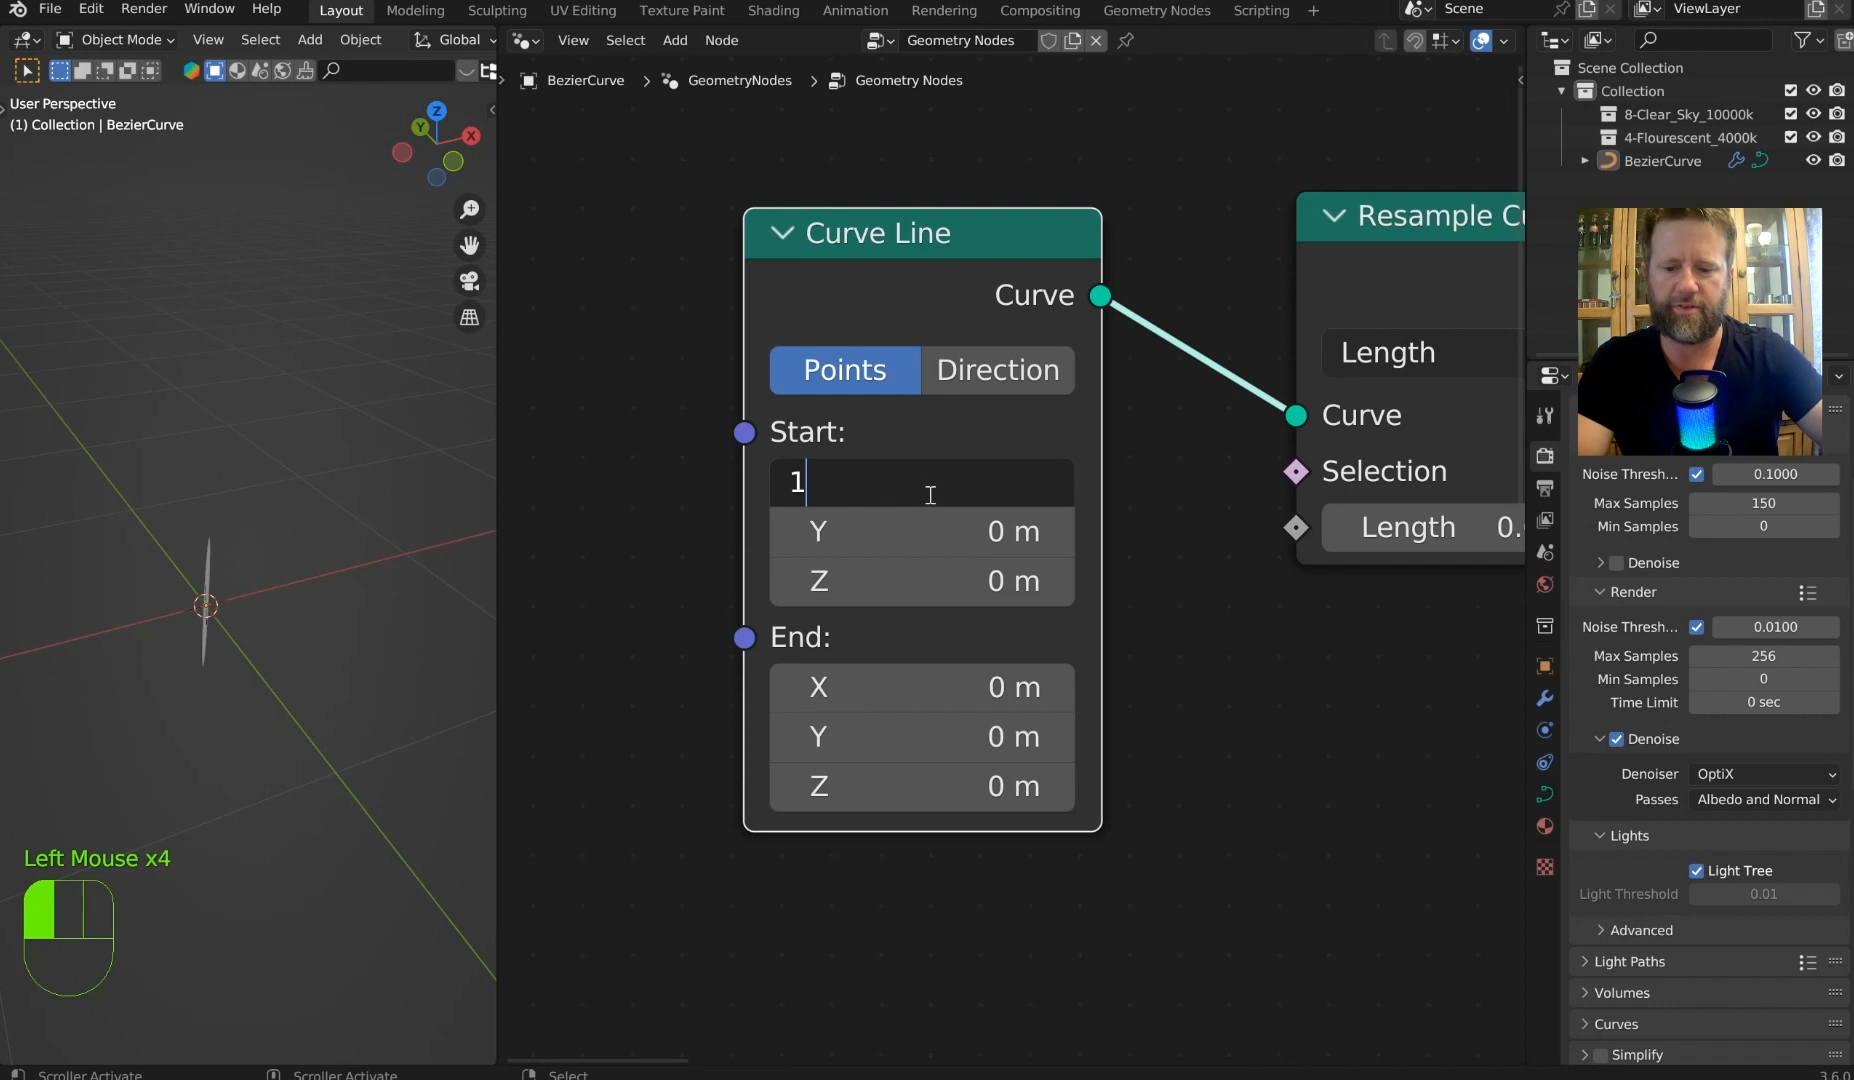 File Edit Render Window Help Layout Modeling Sculpting UV Editing Texture Paint Shading Animation Rendering Compositing Geometry Nodes Scripting + Scene ViewLayer
Object Mode View Select Add Object Global View Select Add Node Geometry Nodes
BezierCurve > GeometryNodes > Geometry Nodes
User Perspective
(1) Collection | BezierCurve
Z
Y
X
Curve Line
Curve
Points Direction
Start:
1
Y 0 m
Z 0 m
End:
X 0 m
Y 0 m
Z 0 m
Resample Cu
Length
Curve
Selection
Length 0.
Scene Collection
Collection
8-Clear_Sky_10000k
4-Flourescent_4000k
BezierCurve
Noise Thresh... 0.1000
Max Samples 150
Min Samples 0
Denoise
Render
Noise Thresh... 0.0100
Max Samples 256
Min Samples 0
Time Limit 0 sec
Denoise
Denoiser OptiX
Passes Albedo and Normal
Lights
Light Tree
Light Threshold 0.01
Advanced
Light Paths
Volumes
Curves
Simplify
Left Mouse x4
Scroller Activate Scroller Activate Select 3.6.0